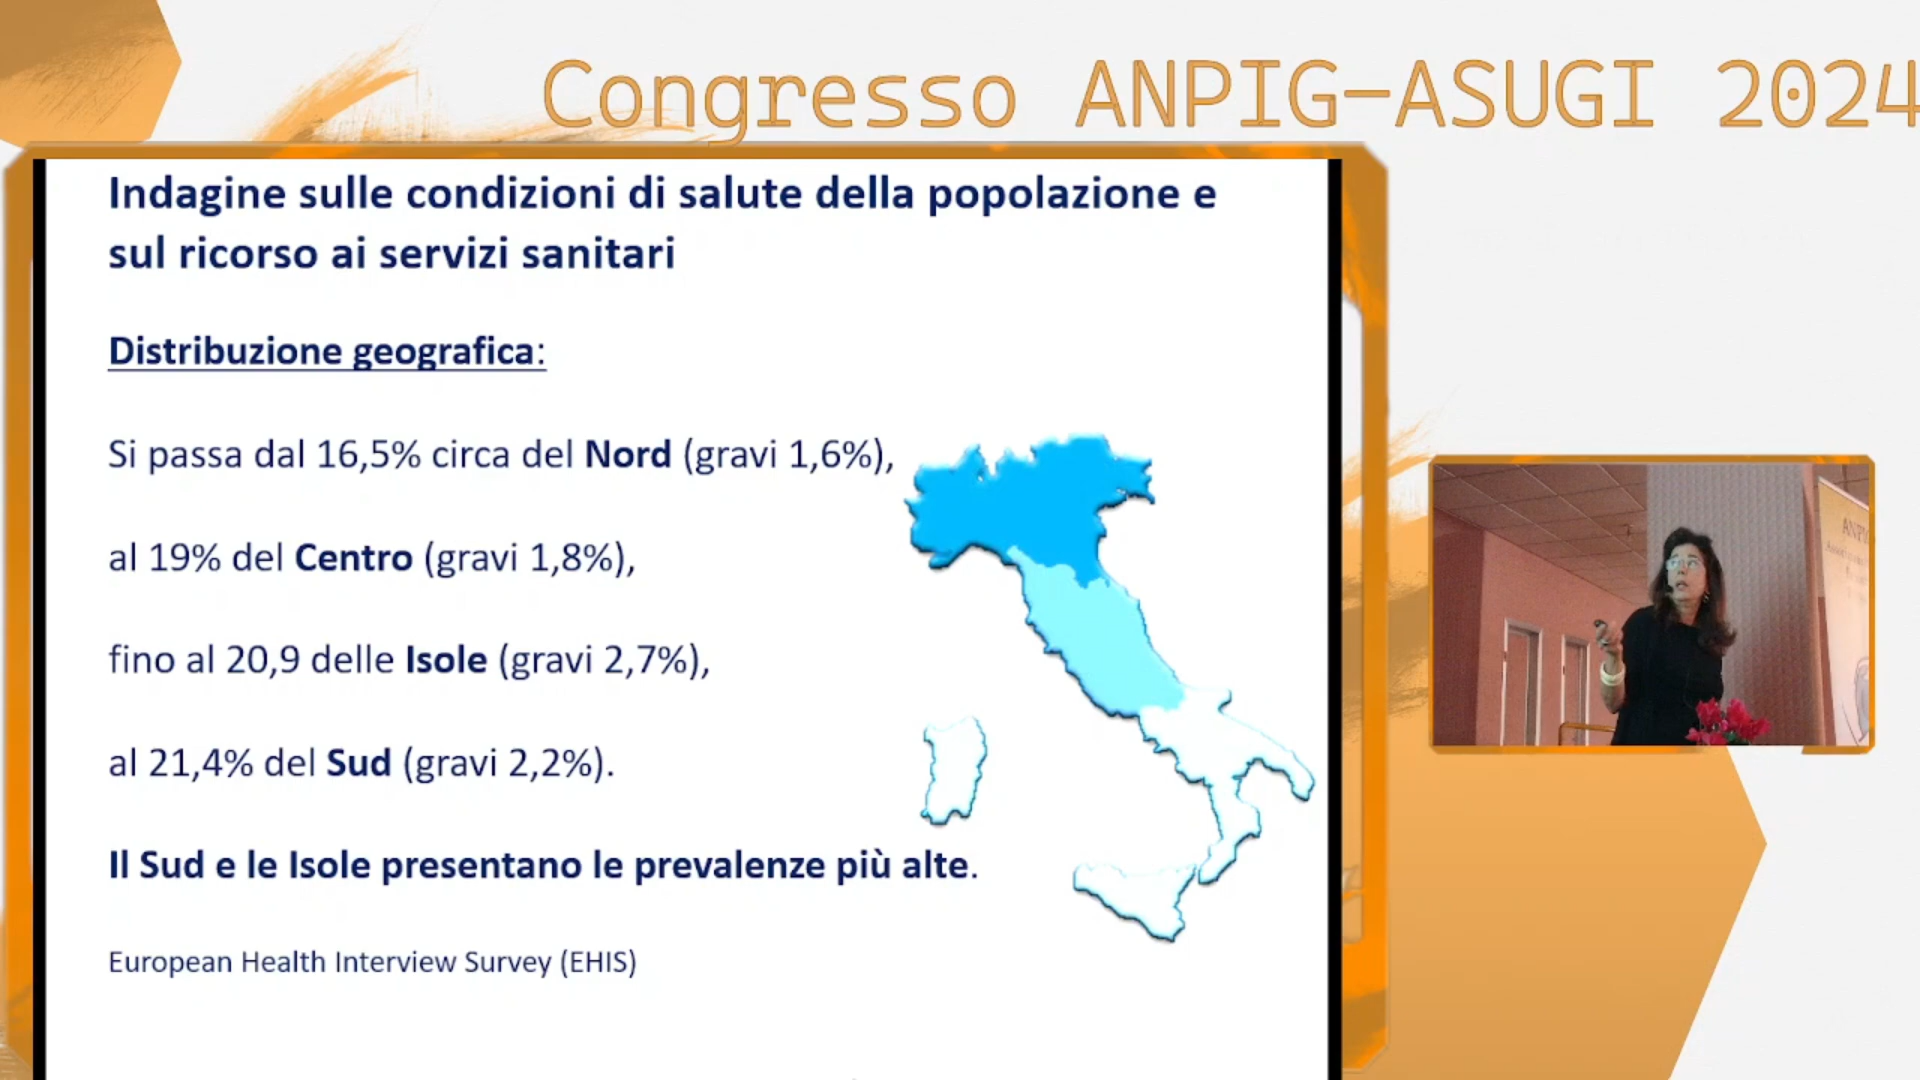 Congresso ANPIG-ASUGI 2024
Indagine sulle condizioni di salute della popolazione e
sul ricorso ai servizi sanitari
Distribuzione geografica:
Si passa dal 16,5% circa del Nord (gravi 1,6%),
al 19% del Centro (gravi 1,8%),
fino al 20,9 delle Isole (gravi 2,7%),
al 21,4% del Sud (gravi 2,2%).
Il Sud e le Isole presentano le prevalenze più alte.
European Health Interview Survey (EHIS)